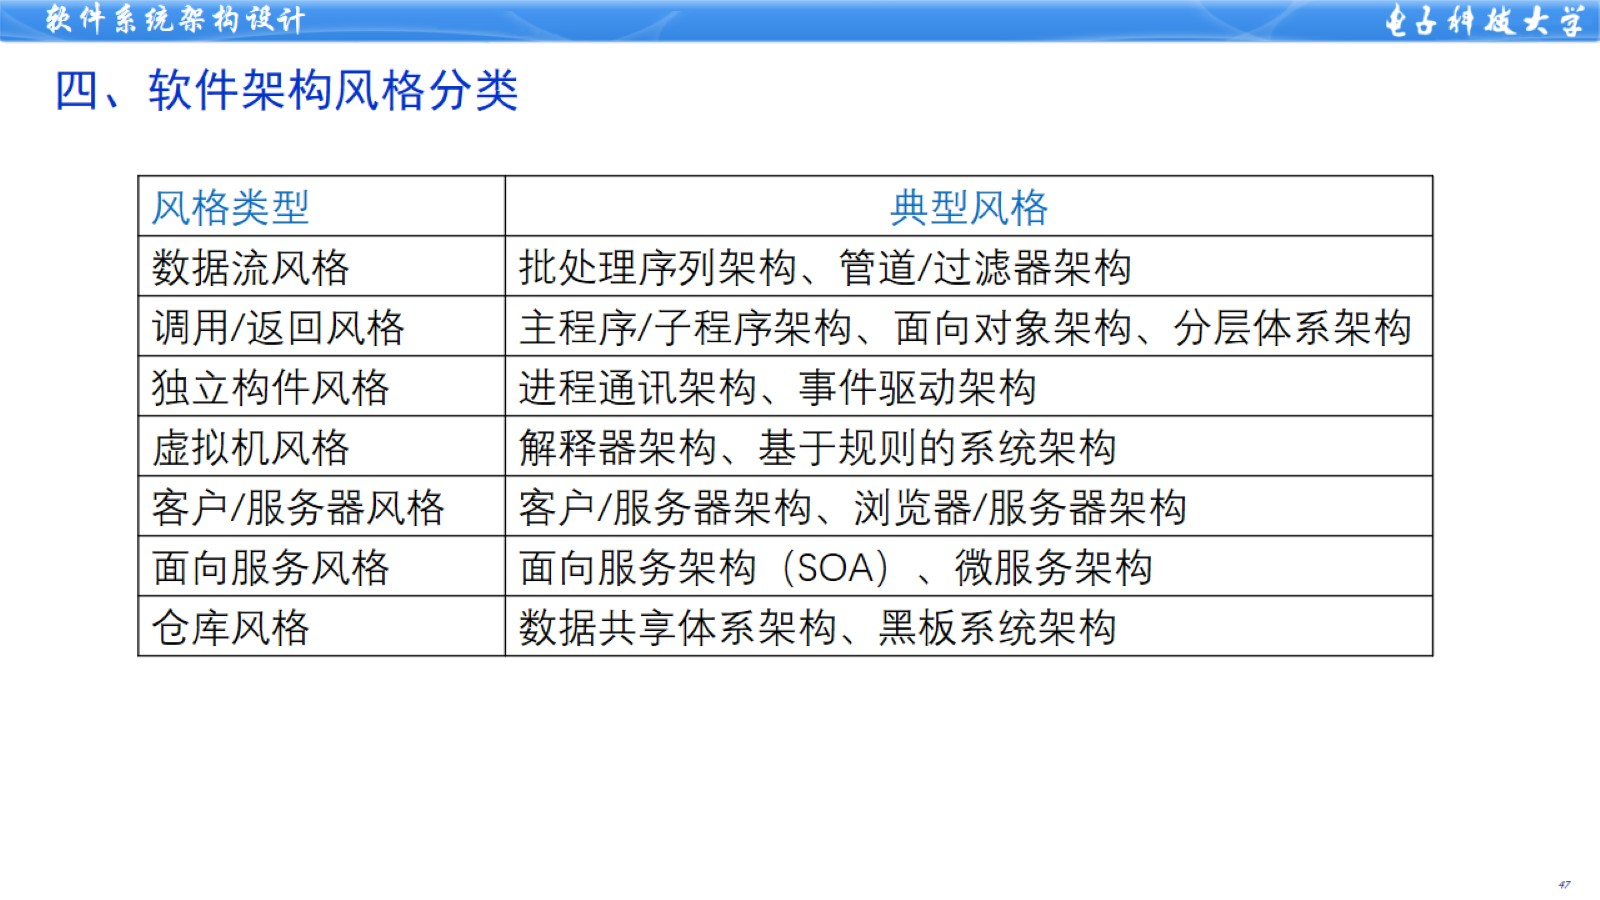 软件系统架构设计
电子科技大学
四、软件架构风格分类
风格类型 典型风格
数据流风格 批处理序列架构、管道/过滤器架构
调用/返回风格 主程序/子程序架构、面向对象架构、分层体系架构
独立构件风格 进程通讯架构、事件驱动架构
虚拟机风格 解释器架构、基于规则的系统架构
客户/服务器风格 客户/服务器架构、浏览器/服务器架构
面向服务风格 面向服务架构（SOA）、微服务架构
仓库风格 数据共享体系架构、黑板系统架构
47